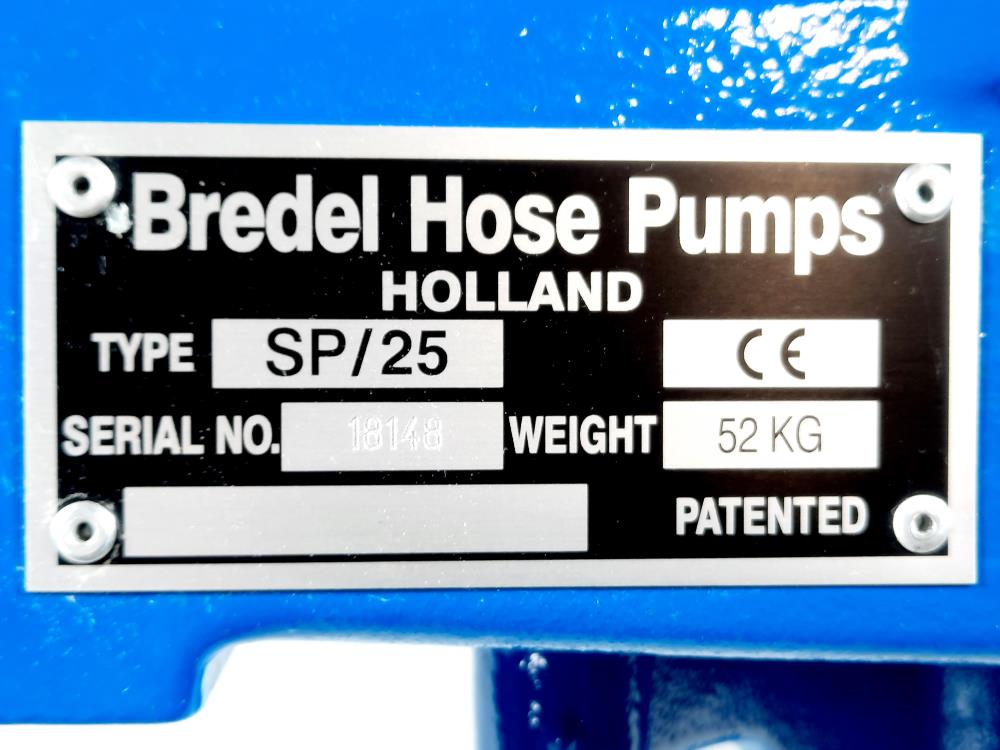 Bredel Hose Pumps
HOLLAND
TYPE SP/25 CE
SERIAL NO. 18148 WEIGHT 52 KG
PATENTED